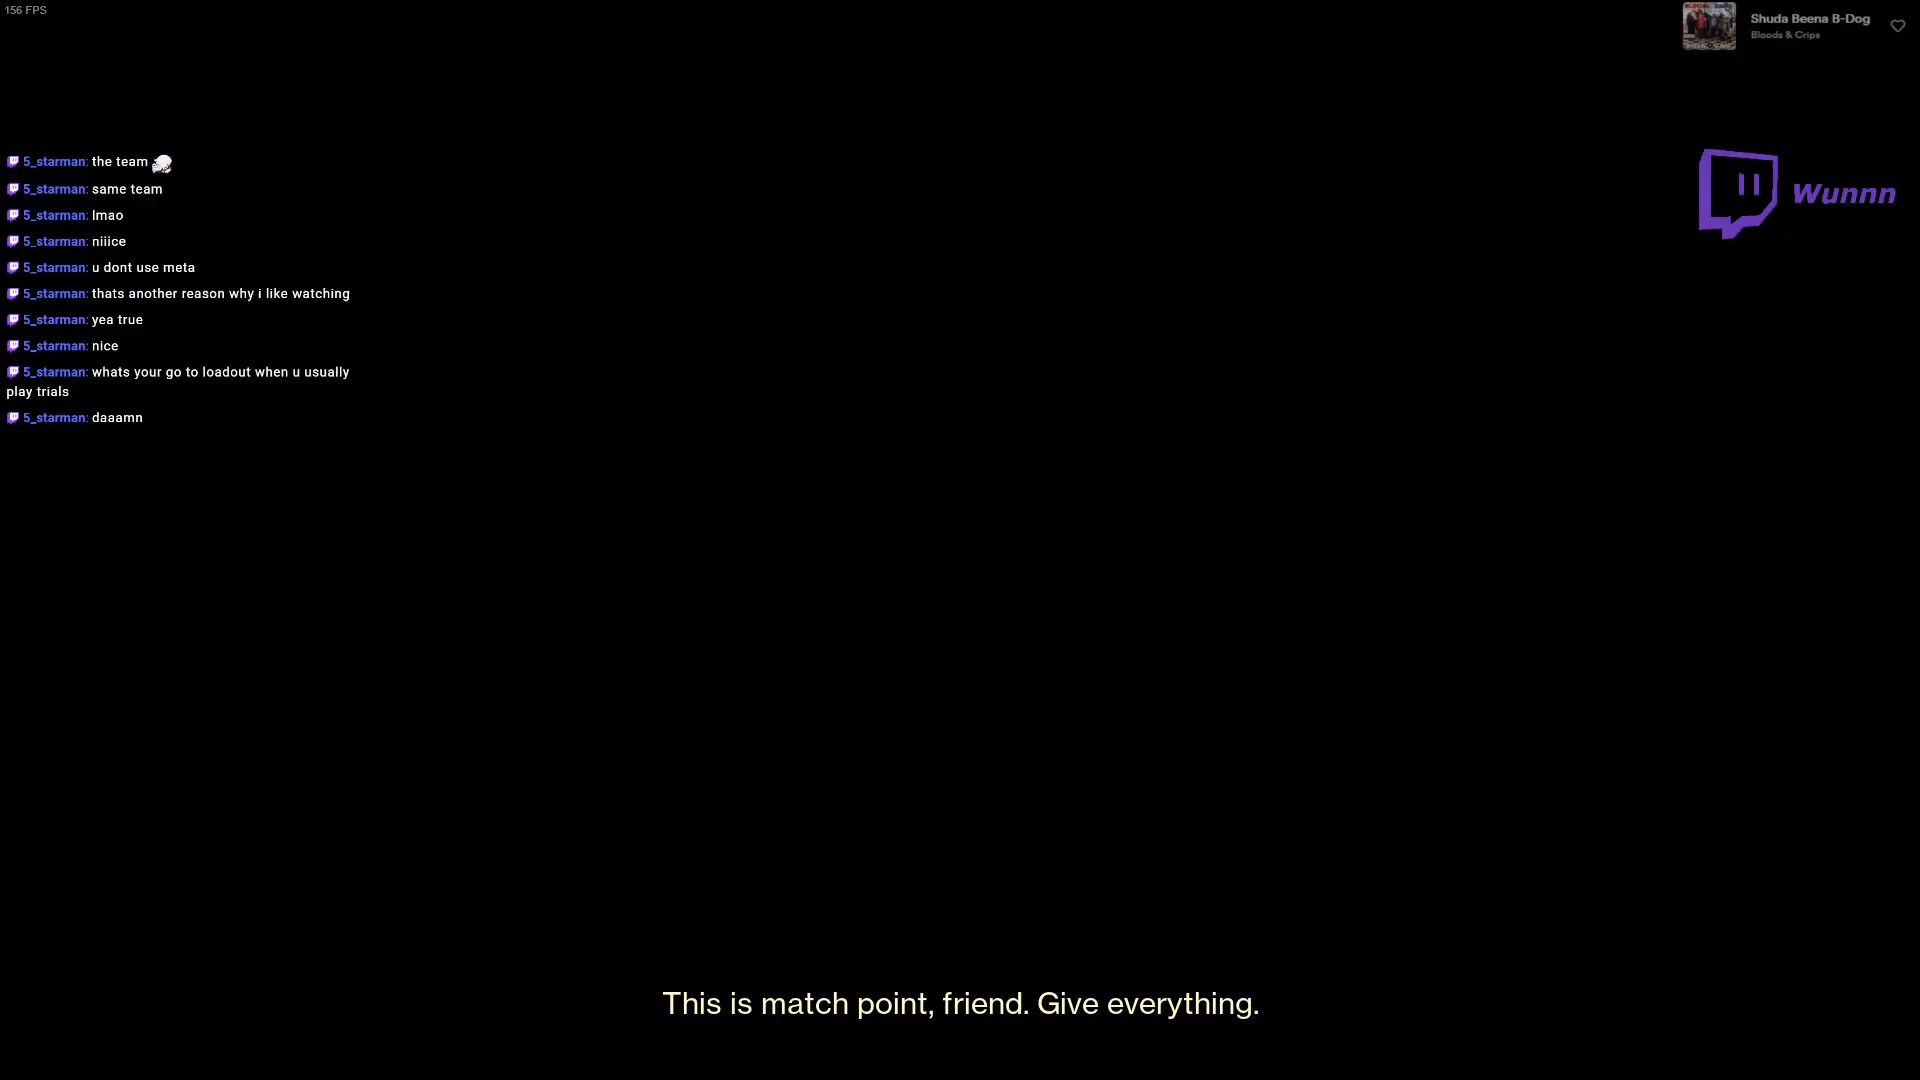 156 FPS
Shuda Beena B-Dog
Bloods & Crips
5_starman: the team
5_starman: same team
5_starman: lmao
5_starman: niiice
5_starman: u dont use meta
5_starman: thats another reason why i like watching
5_starman: yea true
5_starman: nice
5_starman: whats your go to loadout when u usually
play trials
5_starman: daaamn
Wunnn
This is match point, friend. Give everything.